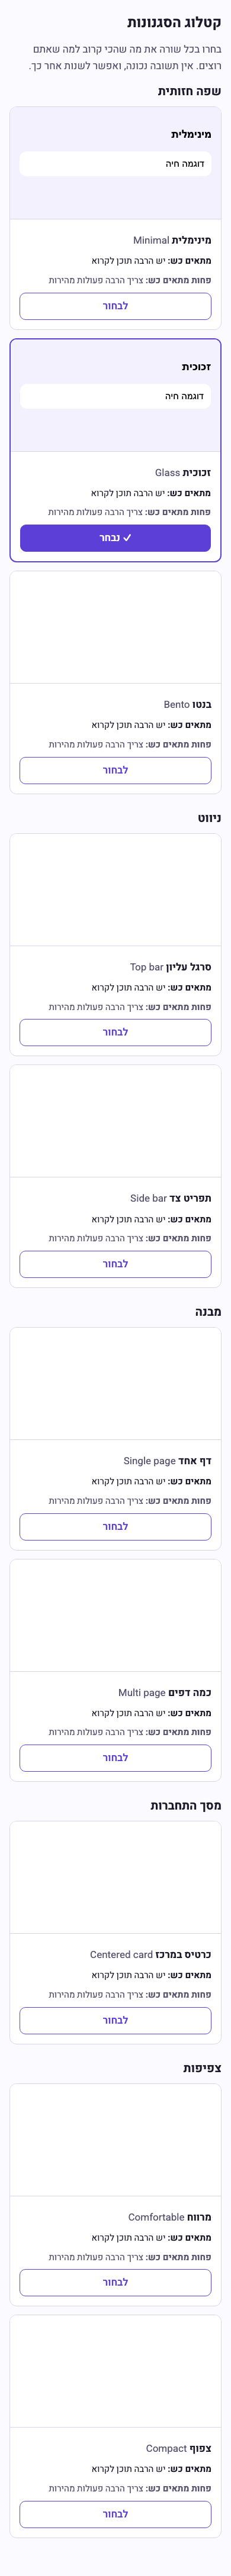 קטלוג הסגנונות
בחרו בכל שורה את מה שהכי קרוב למה שאתם
רוצים. אין תשובה נכונה, ואפשר לשנות אחר כך.
שפה חזותית
מינימלית
דוגמה חיה
מינימלית Minimal
מתאים כש: יש הרבה תוכן לקרוא
פחות מתאים כש: צריך הרבה פעולות מהירות
לבחור
זכוכית
דוגמה חיה
זכוכית Glass
מתאים כש: יש הרבה תוכן לקרוא
פחות מתאים כש: צריך הרבה פעולות מהירות
✓ נבחר
בנטו Bento
מתאים כש: יש הרבה תוכן לקרוא
פחות מתאים כש: צריך הרבה פעולות מהירות
לבחור
ניווט
סרגל עליון Top bar
מתאים כש: יש הרבה תוכן לקרוא
פחות מתאים כש: צריך הרבה פעולות מהירות
לבחור
תפריט צד Side bar
מתאים כש: יש הרבה תוכן לקרוא
פחות מתאים כש: צריך הרבה פעולות מהירות
לבחור
מבנה
דף אחד Single page
מתאים כש: יש הרבה תוכן לקרוא
פחות מתאים כש: צריך הרבה פעולות מהירות
לבחור
כמה דפים Multi page
מתאים כש: יש הרבה תוכן לקרוא
פחות מתאים כש: צריך הרבה פעולות מהירות
לבחור
מסך התחברות
כרטיס במרכז Centered card
מתאים כש: יש הרבה תוכן לקרוא
פחות מתאים כש: צריך הרבה פעולות מהירות
לבחור
צפיפות
מרווח Comfortable
מתאים כש: יש הרבה תוכן לקרוא
פחות מתאים כש: צריך הרבה פעולות מהירות
לבחור
צפוף Compact
מתאים כש: יש הרבה תוכן לקרוא
פחות מתאים כש: צריך הרבה פעולות מהירות
לבחור